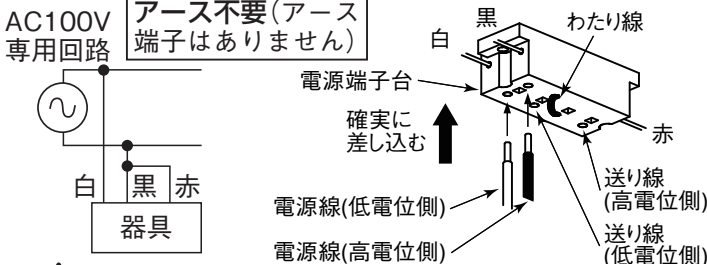 AC100V
専用回路
アース不要(アース
端子はありません)
白
黒
赤
器具
白
黒
わたり線
電源端子台
確実に
差し込む
赤
電源線(低電位側)
電源線(高電位側)
送り線
(高電位側)
送り線
(低電位側)